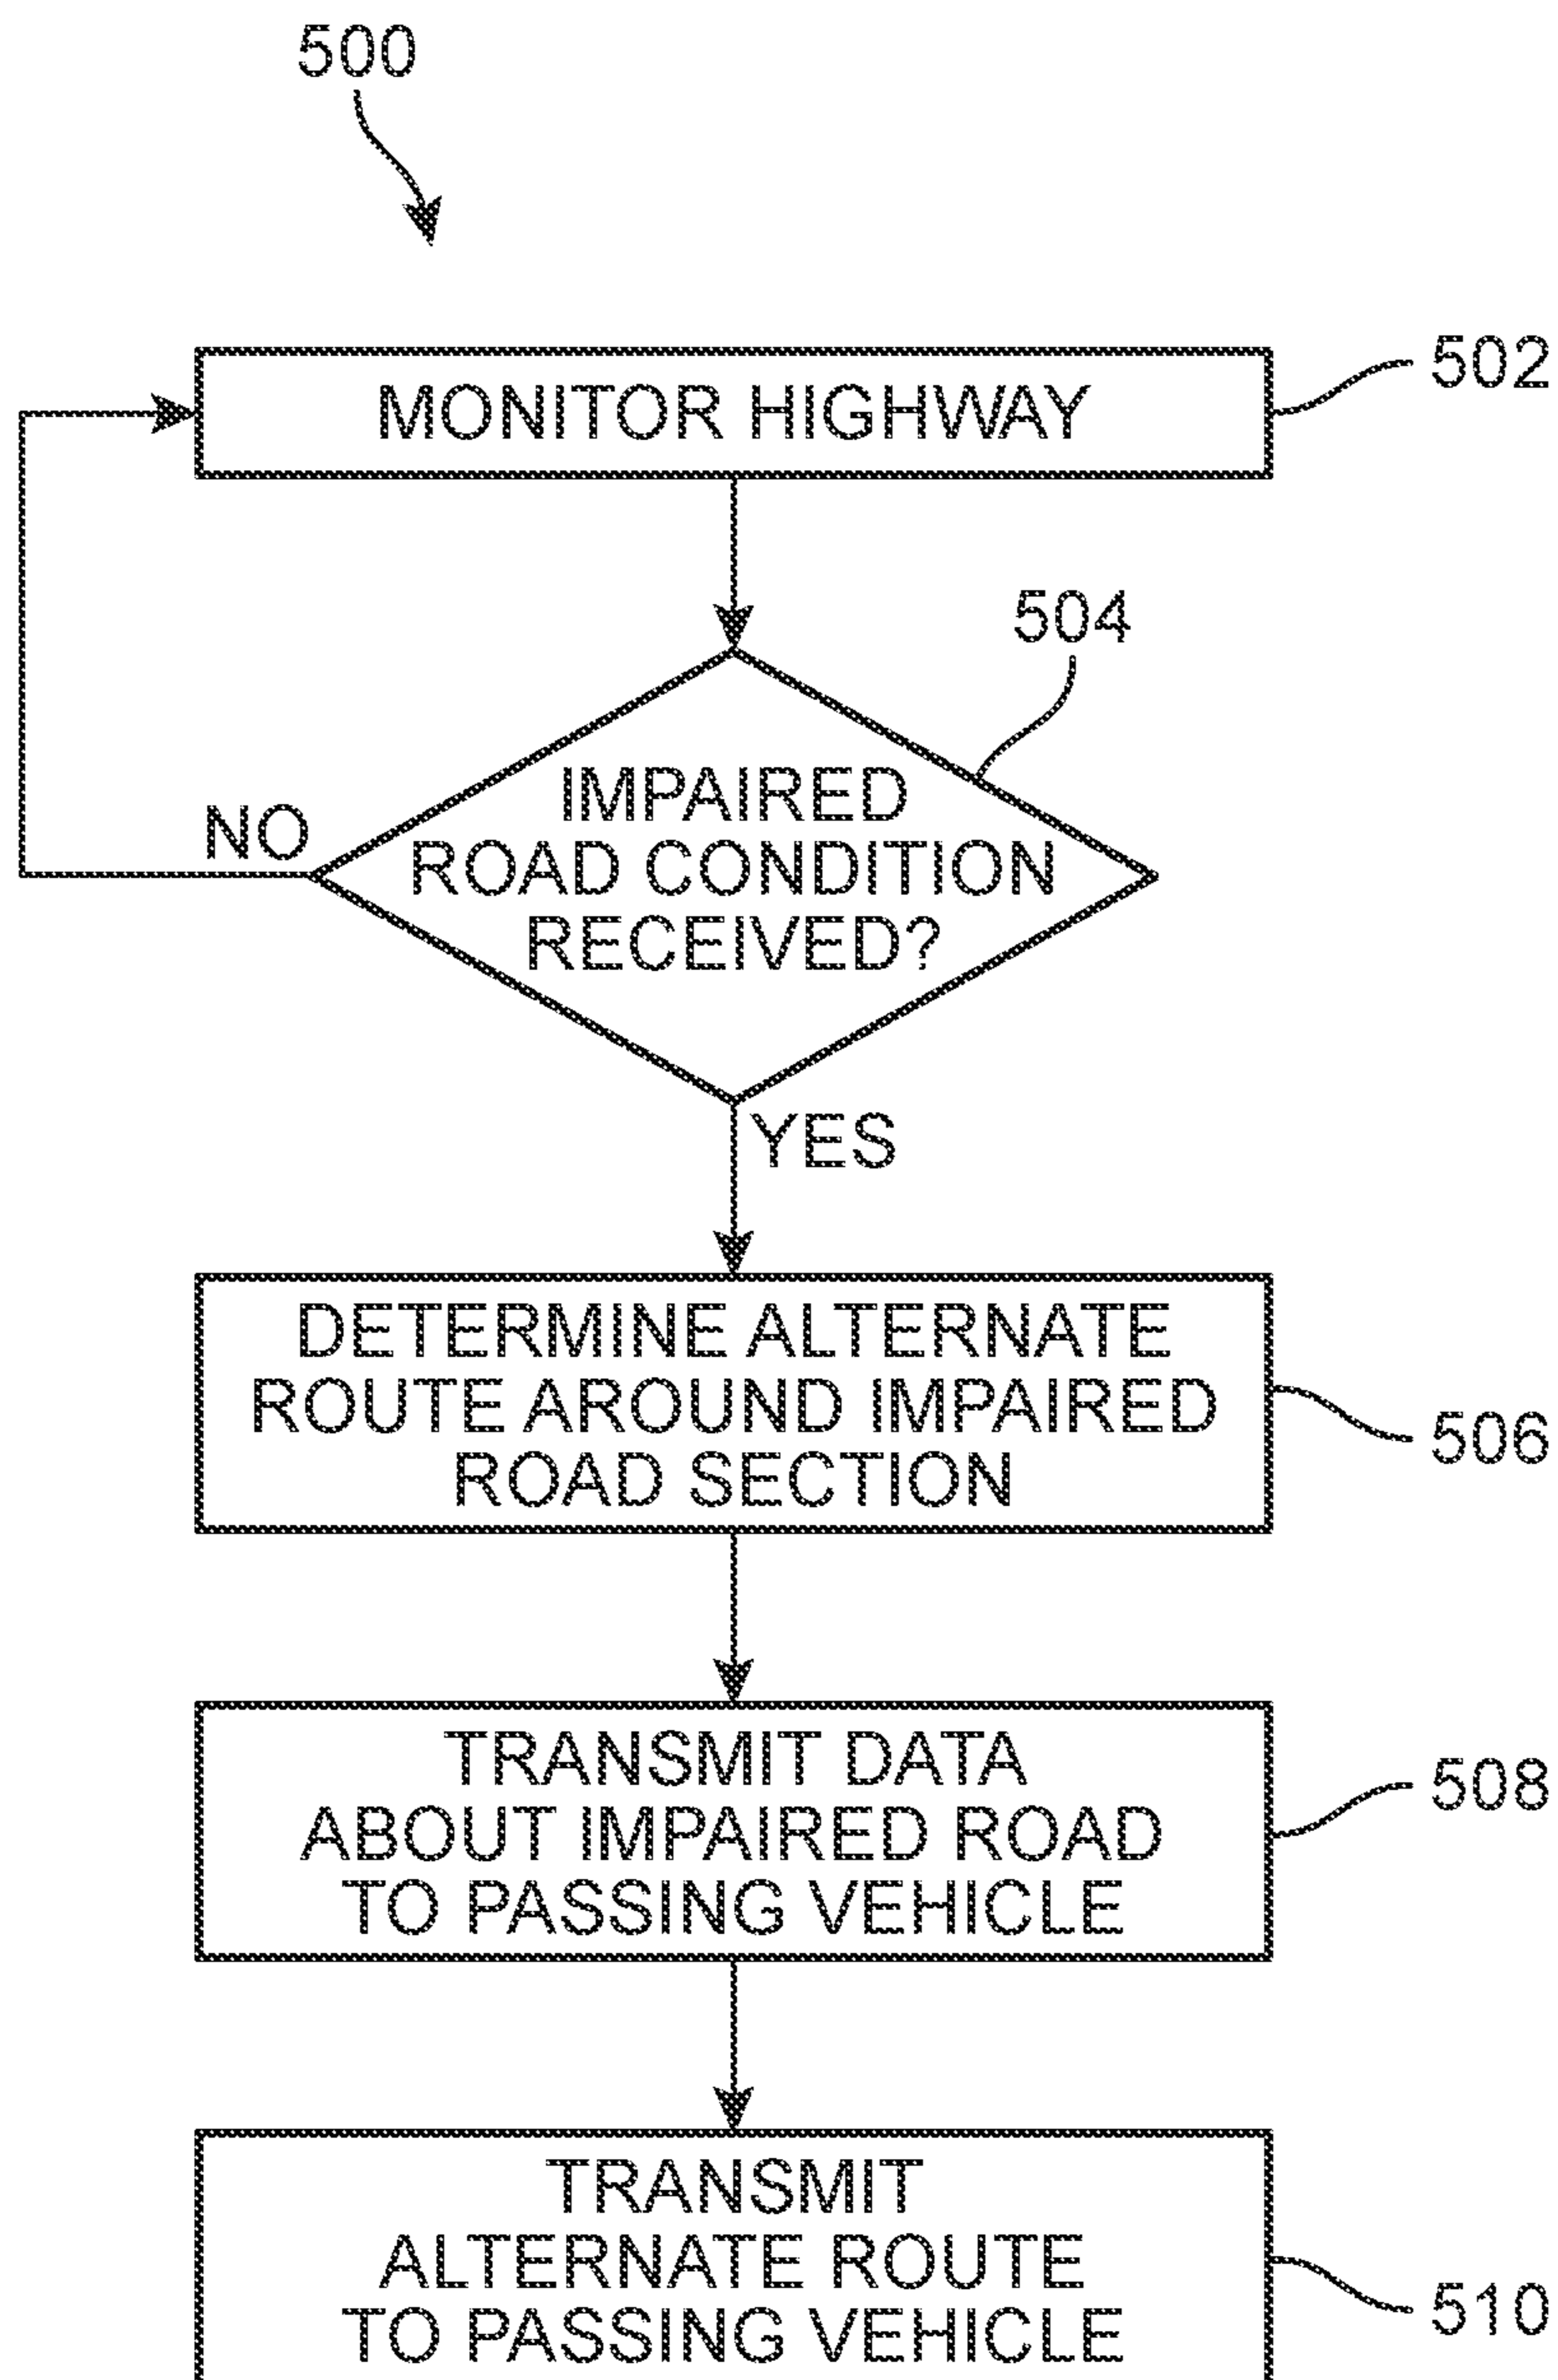 500
MONITOR HIGHWAY
502
504
IMPAIRED
ROAD CONDITION
RECEIVED?
NO
YES
DETERMINE ALTERNATE
ROUTE AROUND IMPAIRED
ROAD SECTION
506
TRANSMIT DATA
ABOUT IMPAIRED ROAD
TO PASSING VEHICLE
508
TRANSMIT
ALTERNATE ROUTE
TO PASSING VEHICLE
510